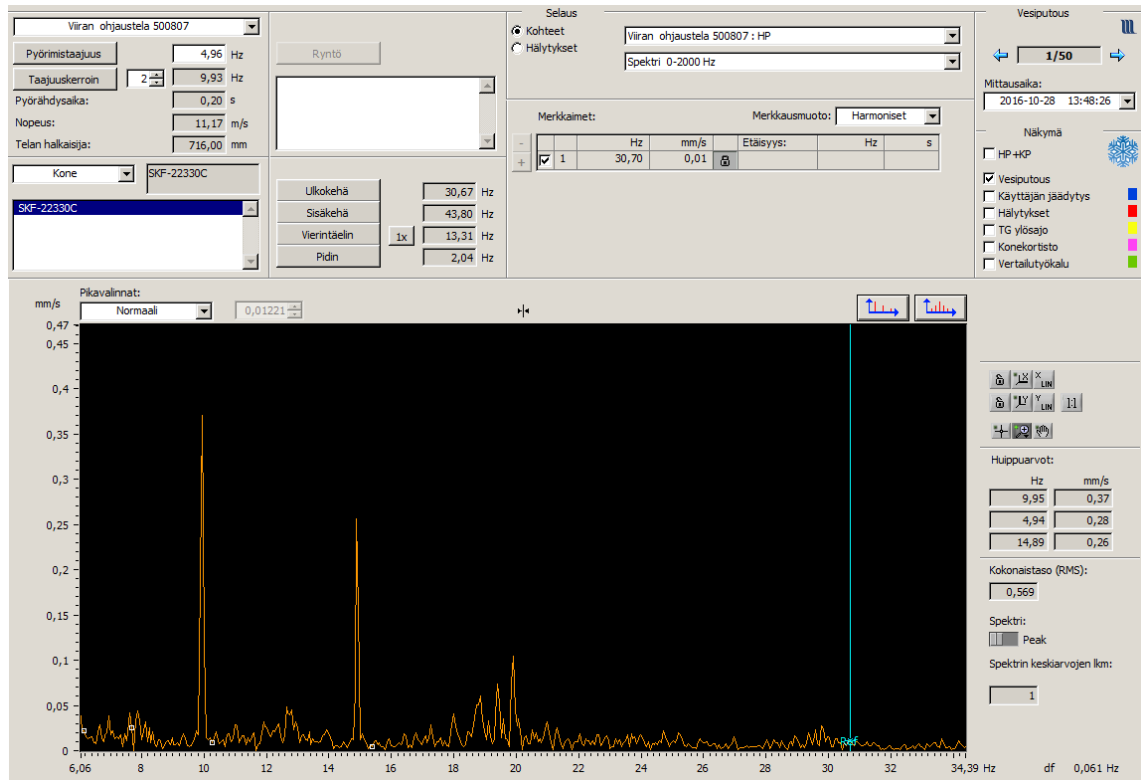 Viiran ohjaustela 500807
Pyörimistaajuus 4,96 Hz
Taajuuskerroin 2 9,93 Hz
Pyörähdysaika: 0,20 s
Nopeus: 11,17 m/s
Telan halkaisija: 716,00 mm
Kone SKF-22330C
SKF-22330C
Ryntö
Ulkokehä 30,67 Hz
Sisäkehä 43,80 Hz
Vierintäelin 1x 13,31 Hz
Pidin 2,04 Hz
Selaus
Kohteet
Hälytykset
Viiran ohjaustela 500807 : HP
Spektri 0-2000 Hz
Merkkaimet: Merkkausmuoto: Harmoniset
Hz mm/s Etäisyys: Hz s
- + 1 30,70 0,01
Vesiputous
1/50
Mittausaika:
2016-10-28 13:48:26
Näkymä
HP+KP
Vesiputous
Käyttäjän jäädytys
Hälytykset
TG ylösajo
Konekortisto
Vertailutyökalu
Pikavalinnat:
mm/s Normaali 0,01221
0,47
0,45
0,4
0,35
0,3
0,25
0,2
0,15
0,1
0,05
0
Ref
6,06 8 10 12 14 16 18 20 22 24 26 28 30 32 34,39 Hz df 0,061 Hz
X X LIN
Y Y LIN 1:1
Huippuarvot:
Hz mm/s
9,95 0,37
4,94 0,28
14,89 0,26
Kokonaistaso (RMS):
0,569
Spektri:
Peak
Spektrin keskiarvojen lkm:
1